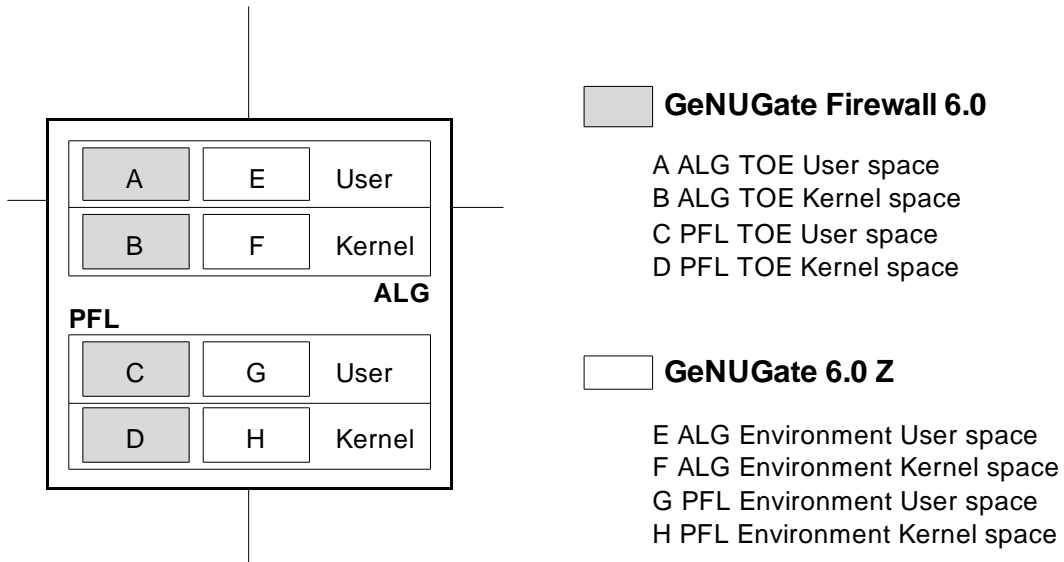 A E User
B F Kernel
ALG
PFL
C G User
D H Kernel
GeNUGate Firewall 6.0
A ALG TOE User space
B ALG TOE Kernel space
C PFL TOE User space
D PFL TOE Kernel space
GeNUGate 6.0 Z
E ALG Environment User space
F ALG Environment Kernel space
G PFL Environment User space
H PFL Environment Kernel space